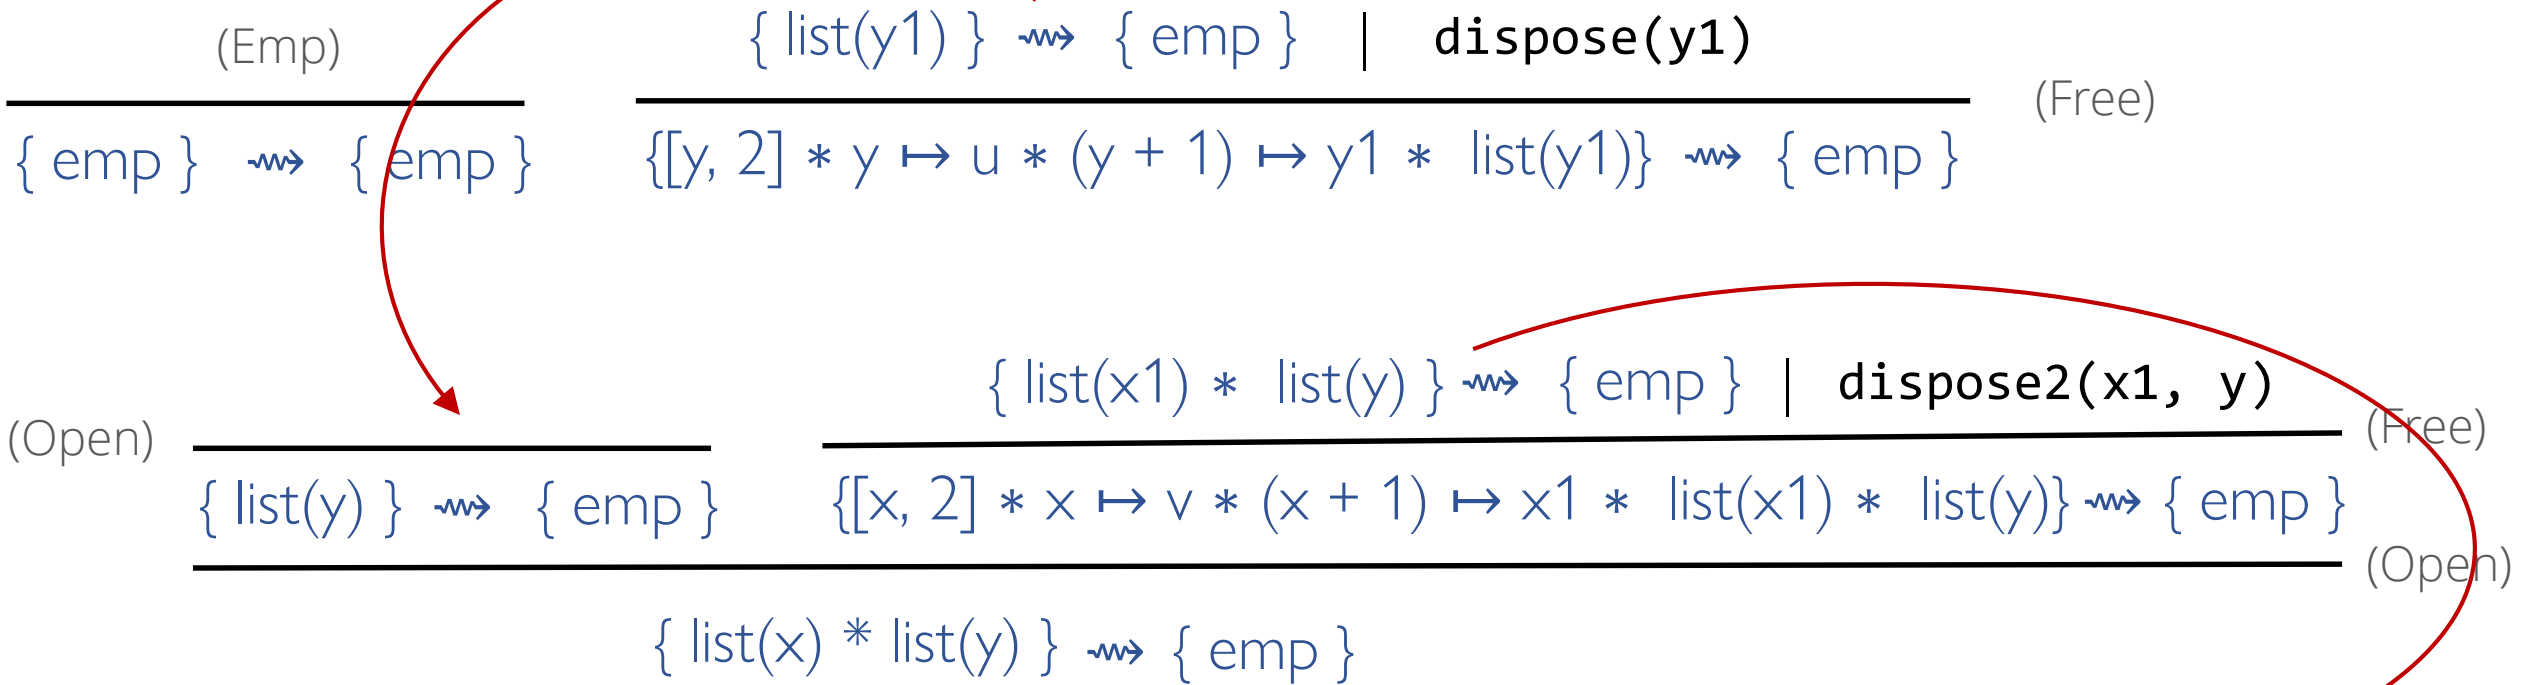 (Emp)
{ list(y1) } ⇝ { emp } | dispose(y1)
(Free)
{ emp } ⇝ { emp }
{[y, 2] * y ↦ u * (y + 1) ↦ y1 * list(y1)} ⇝ { emp }
{ list(x1) * list(y) } ⇝ { emp } | dispose2(x1, y)
(Free)
(Open)
{ list(y) } ⇝ { emp }
{[x, 2] * x ↦ v * (x + 1) ↦ x1 * list(x1) * list(y)} ⇝ { emp }
(Open)
{ list(x) * list(y) } ⇝ { emp }